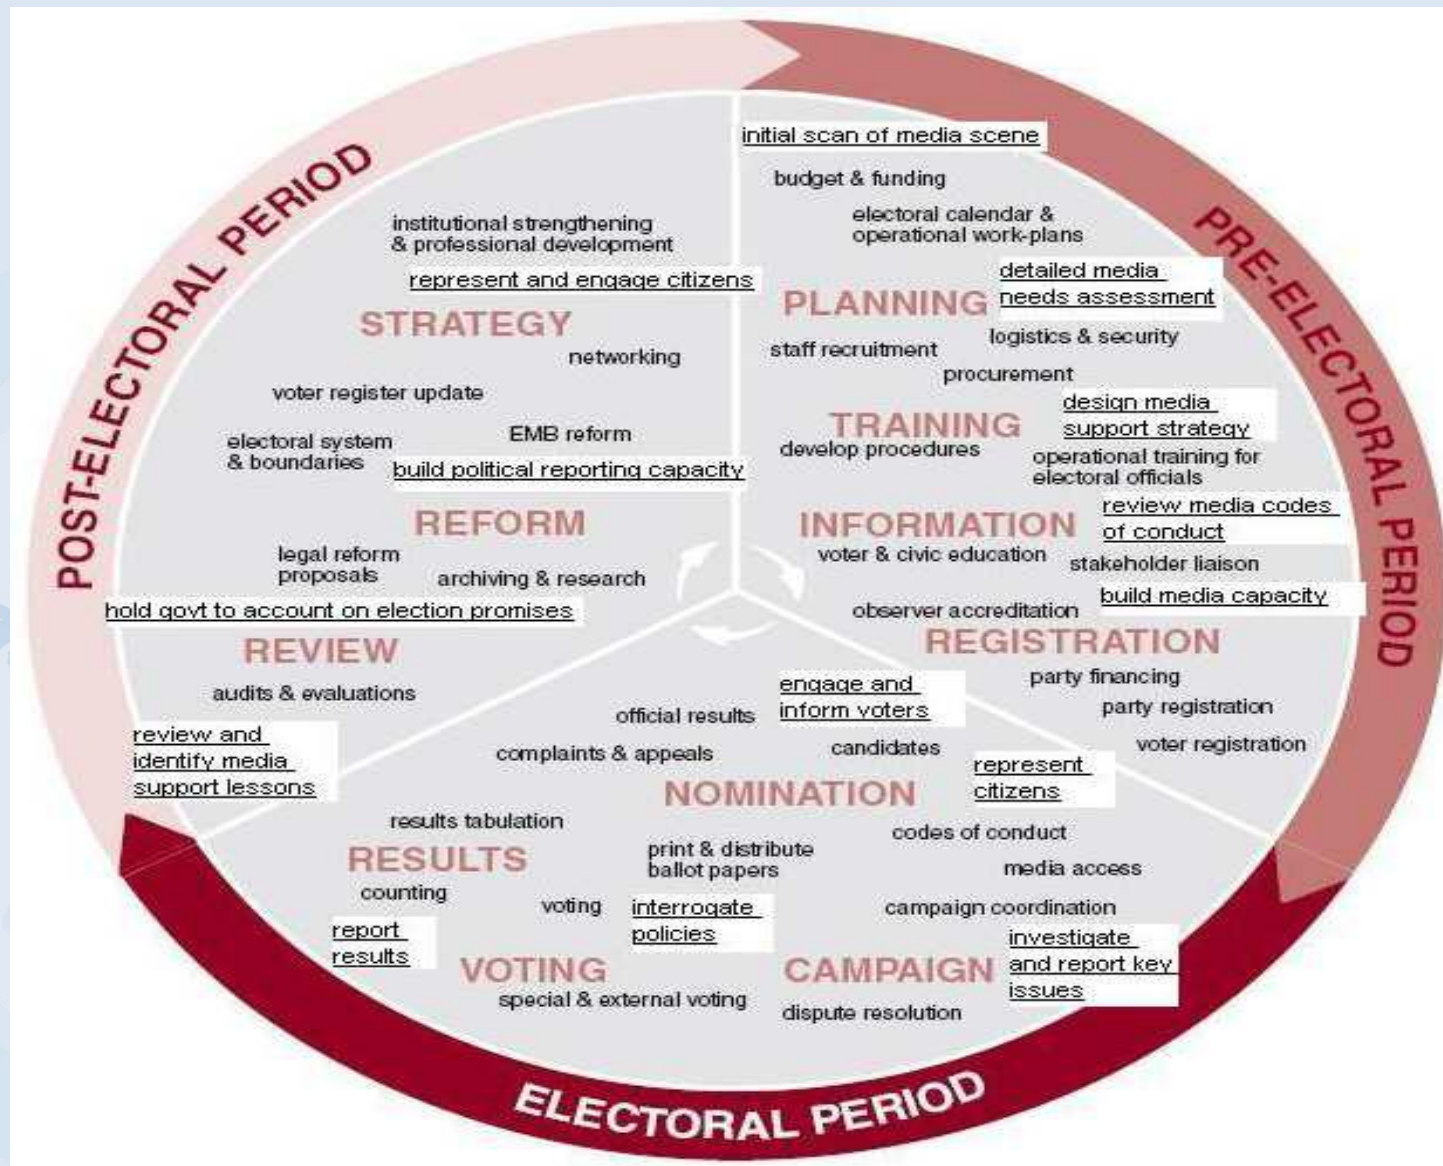 POST-ELECTORAL PERIOD
PRE-ELECTORAL PERIOD
ELECTORAL PERIOD
initial scan of media scene
budget & funding
electoral calendar &
operational work-plans
detailed media
needs assessment
PLANNING
logistics & security
staff recruitment
procurement
design media
support strategy
TRAINING
develop procedures
operational training for
electoral officials
review media codes
of conduct
INFORMATION
voter & civic education
stakeholder liaison
build media capacity
observer accreditation
REGISTRATION
party financing
party registration
voter registration
engage and
inform voters
official results
complaints & appeals
candidates
represent
citizens
NOMINATION
codes of conduct
print & distribute
ballot papers
media access
campaign coordination
investigate
and report key
issues
CAMPAIGN
dispute resolution
interrogate
policies
voting
VOTING
special & external voting
results tabulation
RESULTS
counting
report
results
institutional strengthening
& professional development
represent and engage citizens
STRATEGY
networking
voter register update
EMB reform
electoral system
& boundaries
build political reporting capacity
REFORM
legal reform
proposals
archiving & research
hold govt to account on election promises
REVIEW
audits & evaluations
review and
identify media
support lessons